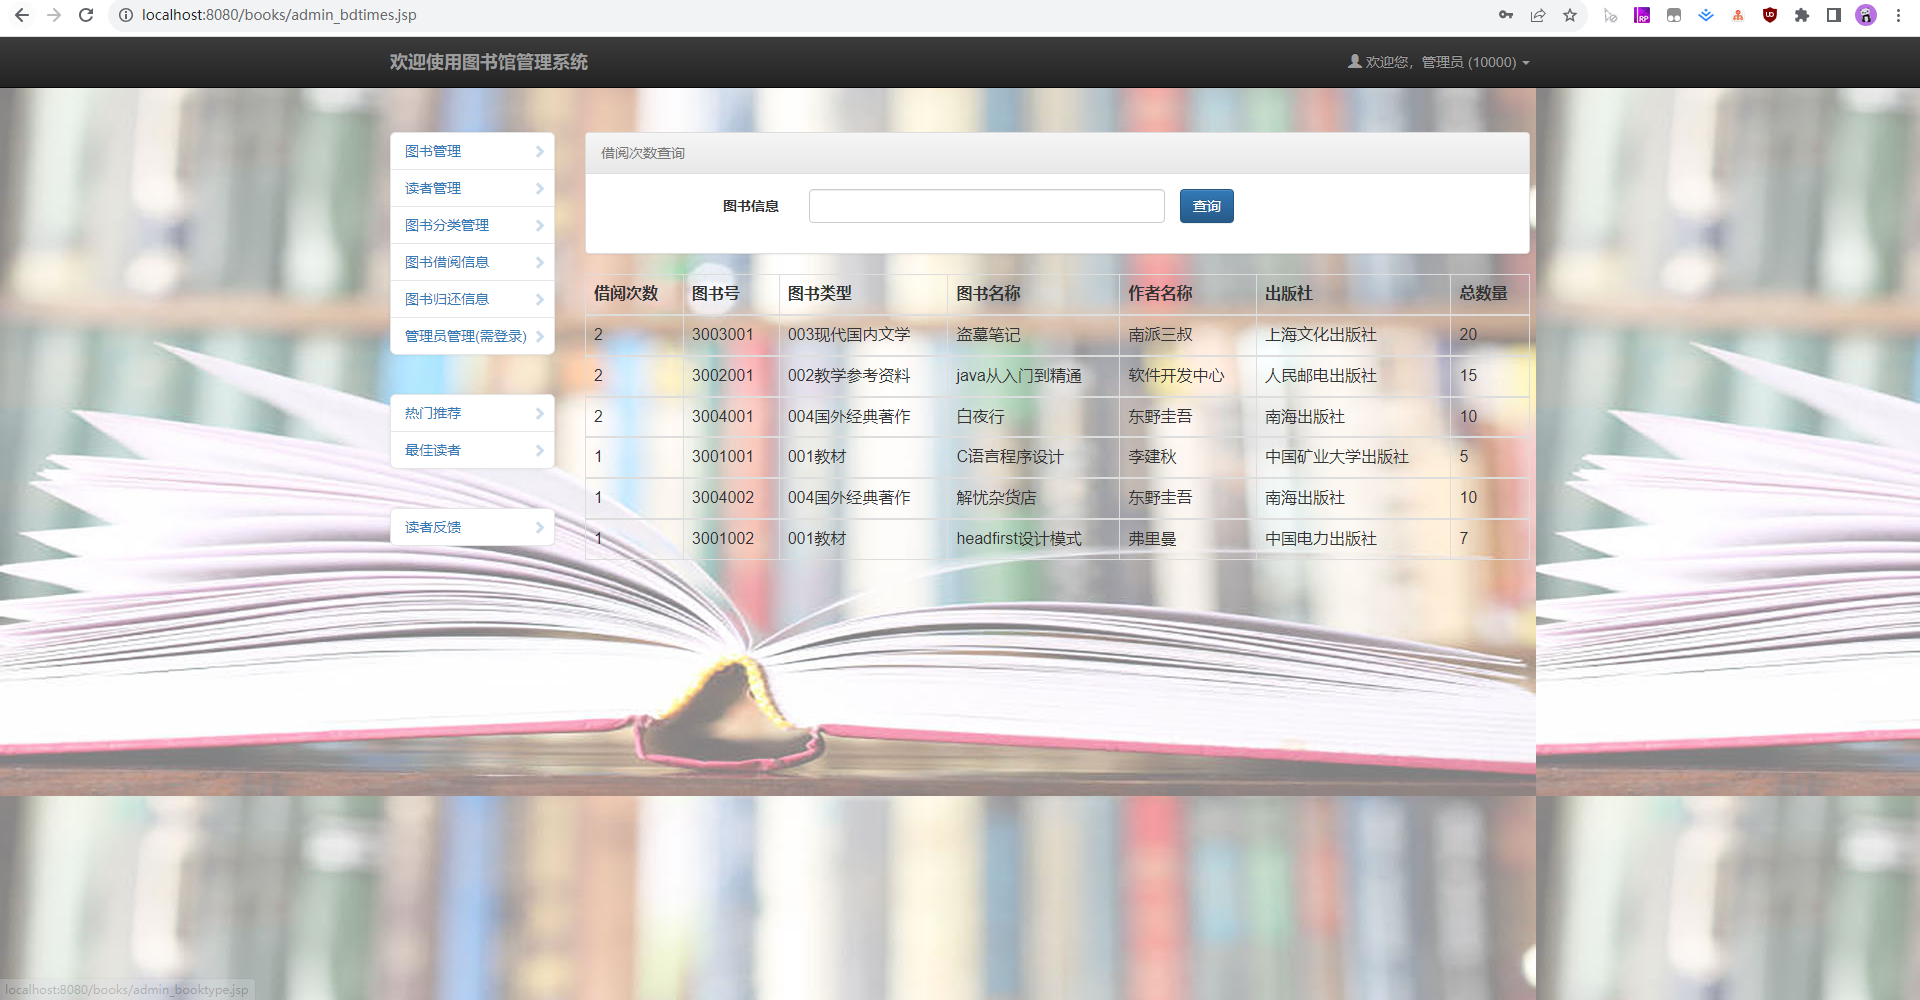 localhost:8080/books/admin_bdtimes.jsp
欢迎使用图书馆管理系统
欢迎您，管理员 (10000)
图书管理
读者管理
图书分类管理
图书借阅信息
图书归还信息
管理员管理(需登录)
热门推荐
最佳读者
读者反馈
借阅次数查询
图书信息 查询
借阅次数 图书号 图书类型 图书名称 作者名称 出版社 总数量
2 3003001 003现代国内文学 盗墓笔记 南派三叔 上海文化出版社 20
2 3002001 002教学参考资料 java从入门到精通 软件开发中心 人民邮电出版社 15
2 3004001 004国外经典著作 白夜行 东野圭吾 南海出版社 10
1 3001001 001教材 C语言程序设计 李建秋 中国矿业大学出版社 5
1 3004002 004国外经典著作 解忧杂货店 东野圭吾 南海出版社 10
1 3001002 001教材 headfirst设计模式 弗里曼 中国电力出版社 7
localhost:8080/books/admin_booktype.jsp